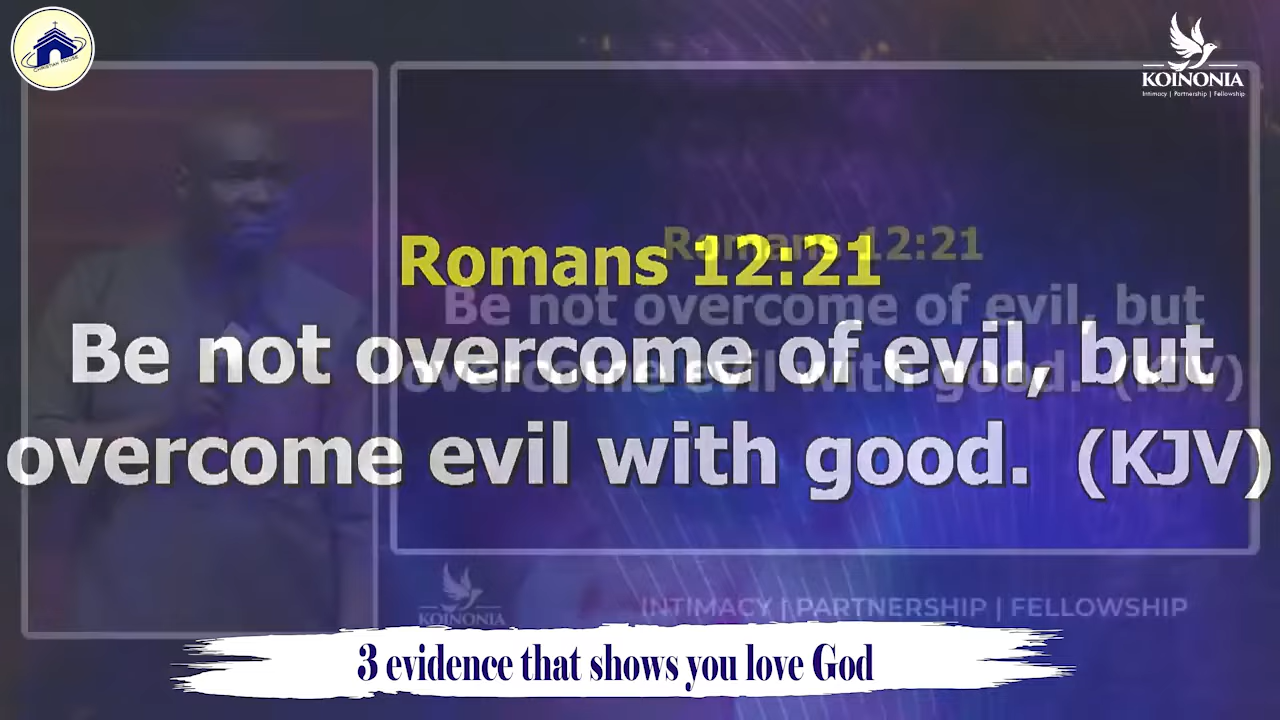 CHRISTIAN HOUSE
KOINONIA
Intimacy | Partnership | Fellowship
Romans 12:21
Be not overcome of evil, but
overcome evil with good. (KJV)
Romans 12:21
Be not overcome of evil, but
overcome evil with good. (KJV)
KOINONIA
INTIMACY | PARTNERSHIP | FELLOWSHIP
3 evidence that shows you love God